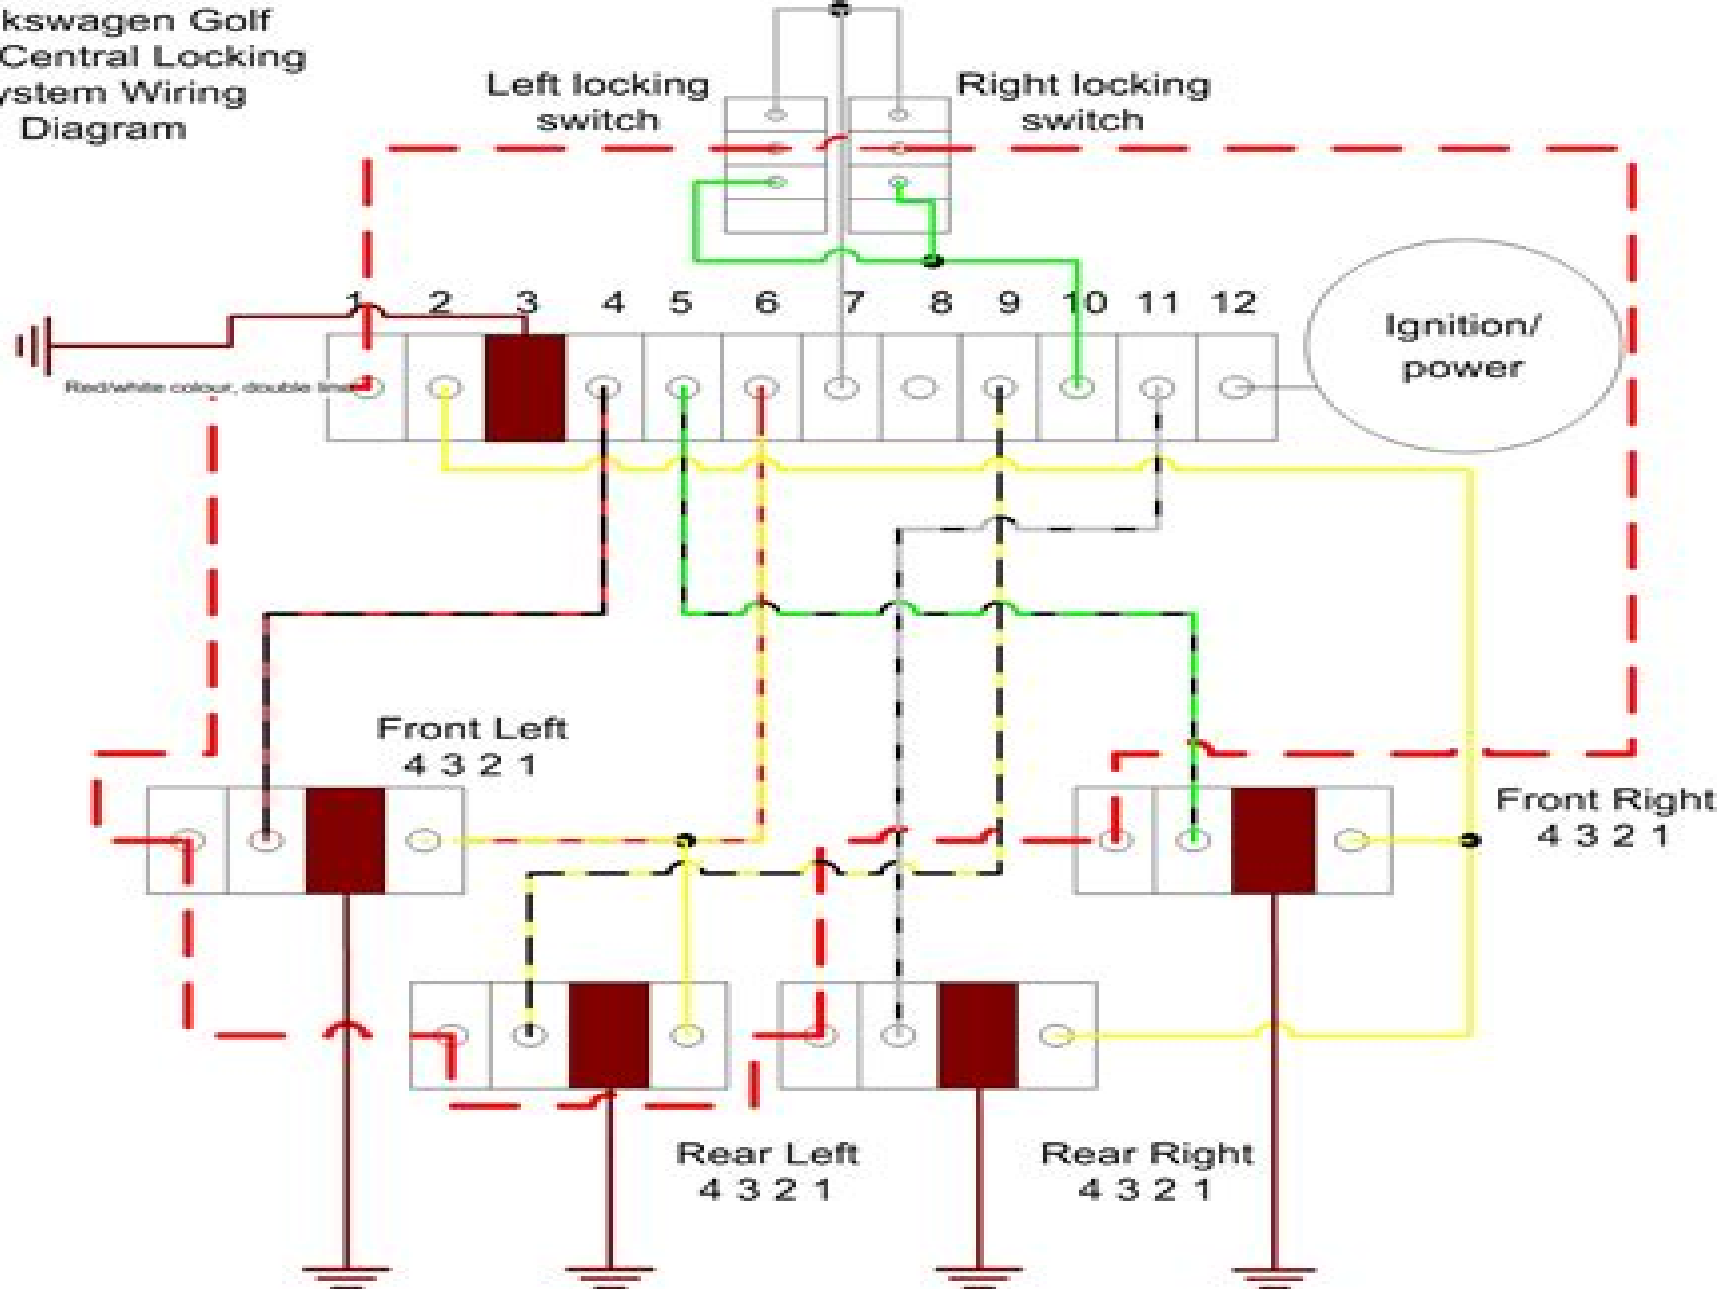 kswagen Golf
Central Locking
ystem Wiring
Diagram
Left locking
switch
Right locking
switch
1 2 3 4 5 6 7 8 9 10 11 12
Ignition/
power
Red/white colour, double line
Front Left
4 3 2 1
Front Right
4 3 2 1
Rear Left
4 3 2 1
Rear Right
4 3 2 1